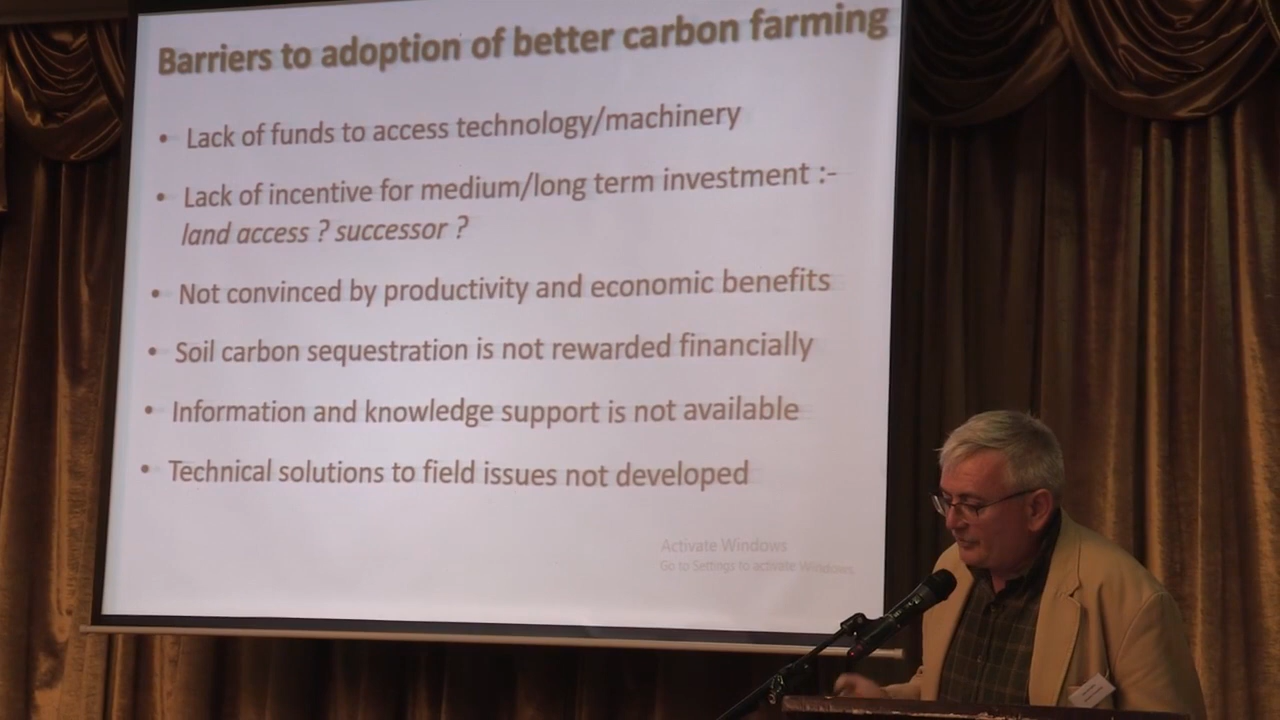 Barriers to adoption of better carbon farming
• Lack of funds to access technology/machinery
• Lack of incentive for medium/long term investment :-
land access ? successor ?
• Not convinced by productivity and economic benefits
• Soil carbon sequestration is not rewarded financially
• Information and knowledge support is not available
• Technical solutions to field issues not developed
Activate Windows
Go to Settings to activate Windows.